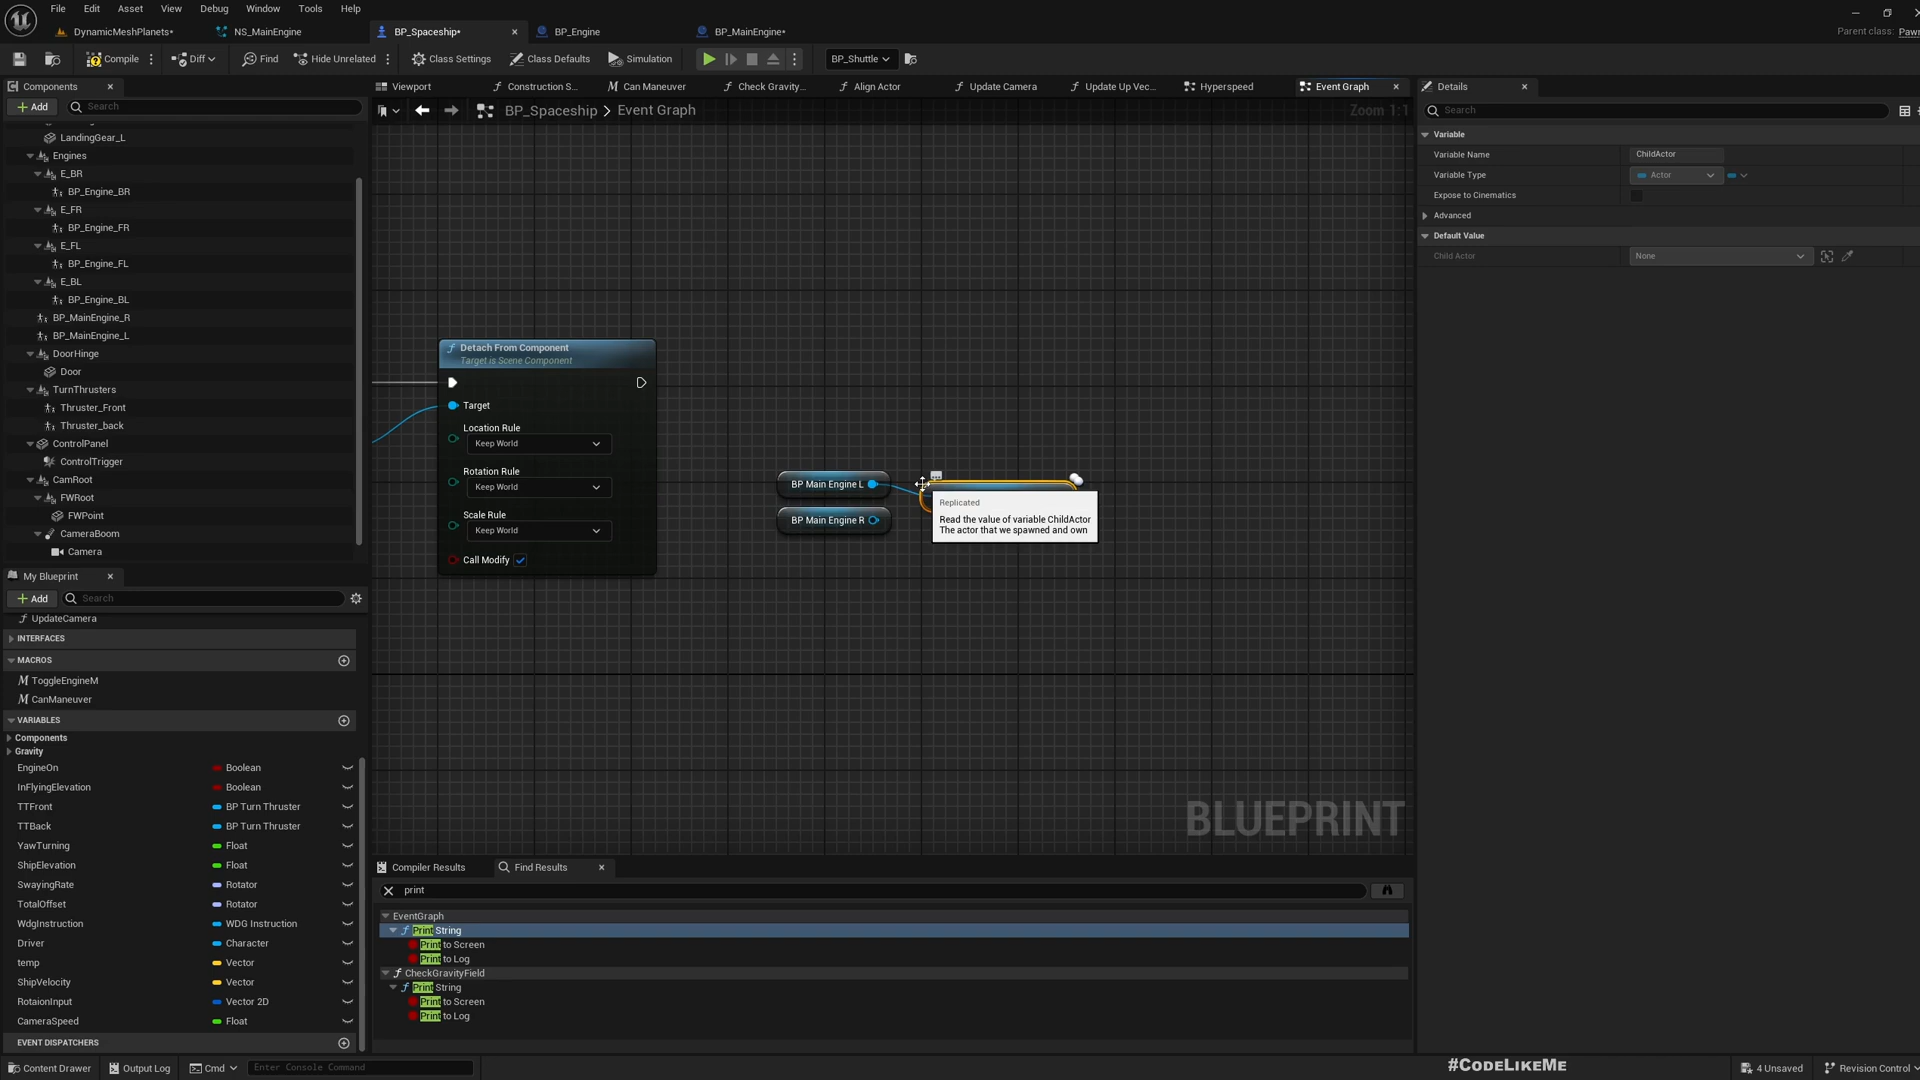 File Edit Asset View Debug Window Tools Help
DynamicMeshPlanets* NS_MainEngine BP_Spaceship* BP_Engine BP_MainEngine* Parent class: Pawn
Compile Diff Find Hide Unrelated Class Settings Class Defaults Simulation BP_Shuttle
Components
Add Search
LandingGear_L
Engines
E_BR
BP_Engine_BR
E_FR
BP_Engine_FR
E_FL
BP_Engine_FL
E_BL
BP_Engine_BL
BP_MainEngine_R
BP_MainEngine_L
DoorHinge
Door
TurnThrusters
Thruster_Front
Thruster_back
ControlPanel
ControlTrigger
CamRoot
FWRoot
FWPoint
CameraBoom
Camera
My Blueprint
Add Search
UpdateCamera
INTERFACES
MACROS
ToggleEngineM
CanManeuver
VARIABLES
Components
Gravity
EngineOn Boolean
InFlyingElevation Boolean
TTFront BP Turn Thruster
TTBack BP Turn Thruster
YawTurning Float
ShipElevation Float
SwayingRate Rotator
TotalOffset Rotator
WdgInstruction WDG Instruction
Driver Character
temp Vector
ShipVelocity Vector
RotaionInput Vector 2D
CameraSpeed Float
EVENT DISPATCHERS
Viewport Construction S... Can Maneuver Check Gravity... Align Actor Update Camera Update Up Vec... Hyperspeed Event Graph
BP_Spaceship > Event Graph Zoom 1:1
Detach From Component
Target is Scene Component
Target
Location Rule
Keep World
Rotation Rule
Keep World
Scale Rule
Keep World
Call Modify
BP Main Engine L
BP Main Engine R
Replicated
Read the value of variable ChildActor
The actor that we spawned and own
BLUEPRINT
Compiler Results Find Results
print
EventGraph
Print String
Print to Screen
Print to Log
CheckGravityField
Print String
Print to Screen
Print to Log
Details
Search
Variable
Variable Name ChildActor
Variable Type Actor
Expose to Cinematics
Advanced
Default Value
Child Actor None
Content Drawer Output Log Cmd Enter Console Command #CodeLikeMe 4 Unsaved Revision Control